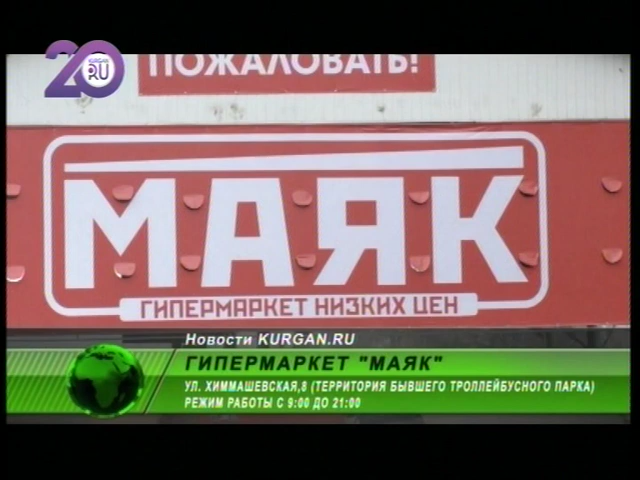 20
KURGAN
RU
ПОЖАЛОВАТЬ!
МАЯК
ГИПЕРМАРКЕТ НИЗКИХ ЦЕН
Новости KURGAN.RU
ГИПЕРМАРКЕТ "МАЯК"
УЛ. ХИММАШЕВСКАЯ,8 (ТЕРРИТОРИЯ БЫВШЕГО ТРОЛЛЕЙБУСНОГО ПАРКА)
РЕЖИМ РАБОТЫ С 9:00 ДО 21:00